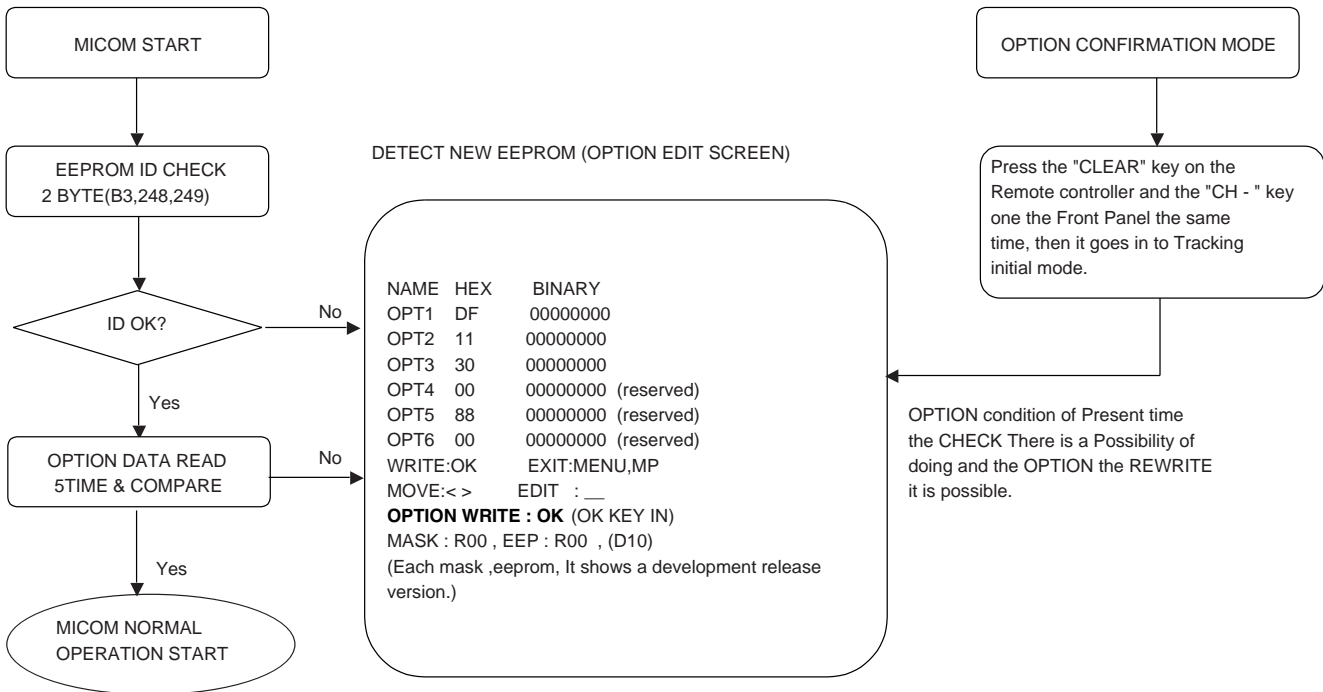 MICOM START
EEPROM ID CHECK
2 BYTE(B3,248,249)
ID OK?
No
Yes
OPTION DATA READ
5TIME & COMPARE
No
Yes
MICOM NORMAL
OPERATION START
DETECT NEW EEPROM (OPTION EDIT SCREEN)
NAME HEX BINARY
OPT1 DF 00000000
OPT2 11 00000000
OPT3 30 00000000
OPT4 00 00000000 (reserved)
OPT5 88 00000000 (reserved)
OPT6 00 00000000 (reserved)
WRITE:OK EXIT:MENU,MP
MOVE:< > EDIT : __
OPTION WRITE : OK (OK KEY IN)
MASK : R00 , EEP : R00 , (D10)
(Each mask ,eeprom, It shows a development release
version.)
OPTION CONFIRMATION MODE
Press the "CLEAR" key on the
Remote controller and the "CH - " key
one the Front Panel the same
time, then it goes in to Tracking
initial mode.
OPTION condition of Present time
the CHECK There is a Possibility of
doing and the OPTION the REWRITE
it is possible.